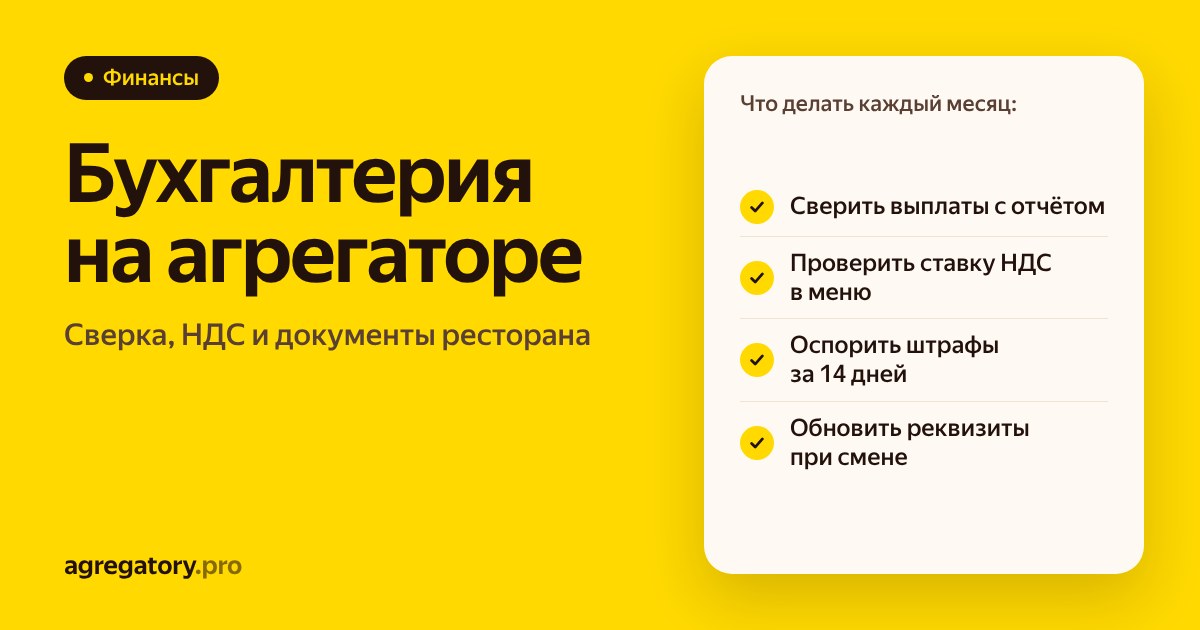 Финансы
Бухгалтерия
на агрегаторе
Сверка, НДС и документы ресторана
agregatory.pro
Что делать каждый месяц:
Сверить выплаты с отчётом
Проверить ставку НДС
в меню
Оспорить штрафы
за 14 дней
Обновить реквизиты
при смене